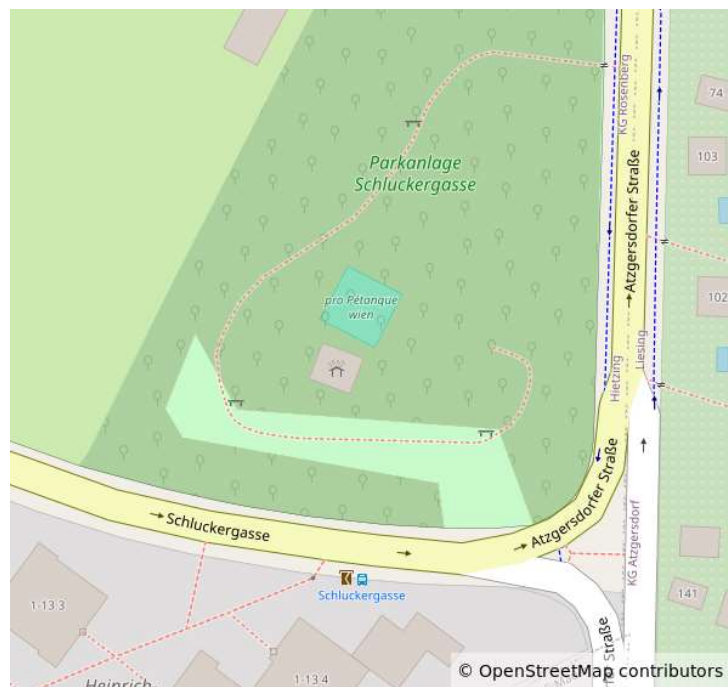 KG Rosenberg
74
103
Parkanlage
Schluckergasse
Atzgersdorfer Straße
pro Pétanque
wien
102
Liesing
Hietzing
Schluckergasse
Atzgersdorfer Straße
KG Atzgersdorf
141
Schluckergasse
1-13 3
1-13 4
Heinrich-
rfer Straße
© OpenStreetMap contributors